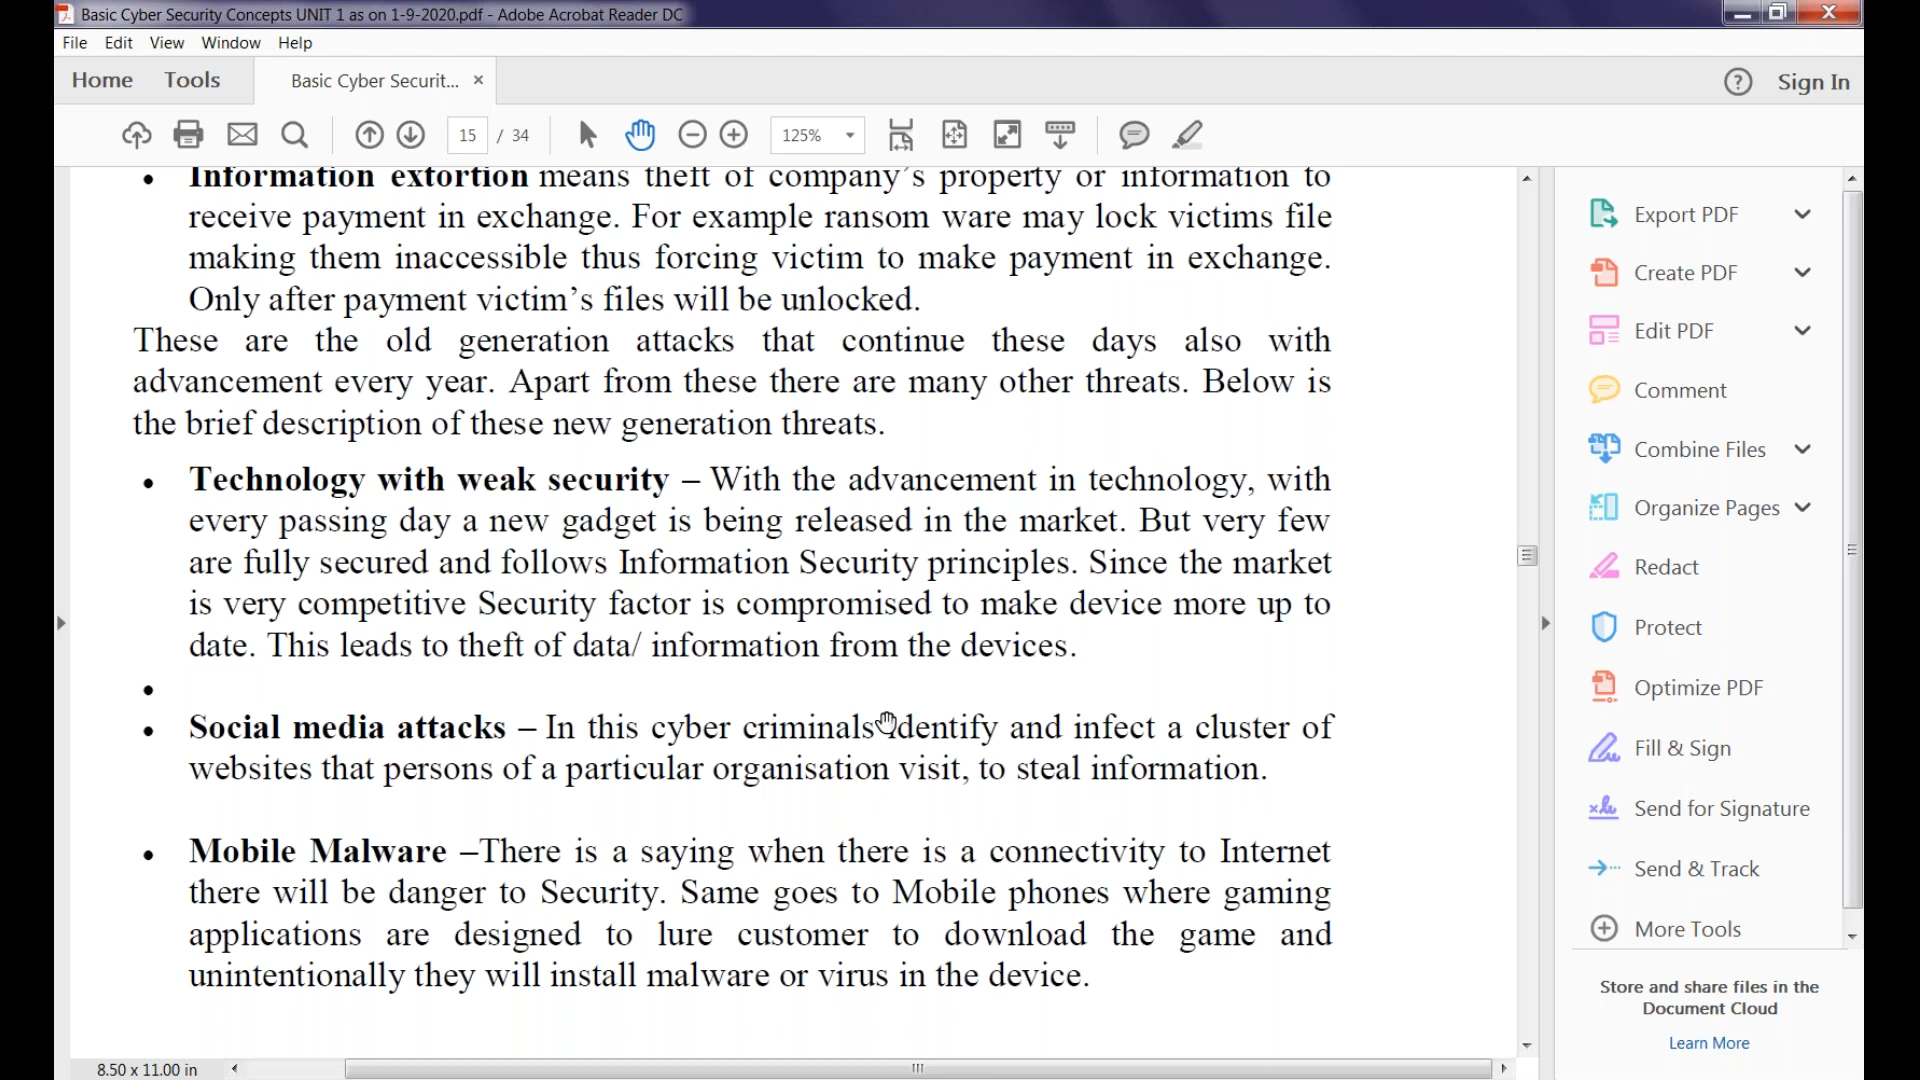 Basic Cyber Security Concepts UNIT 1 as on 1-9-2020.pdf - Adobe Acrobat Reader DC
File Edit View Window Help
Home Tools Basic Cyber Securit... × ? Sign In
15 / 34 125%
• Information extortion means theft of company's property or information to
receive payment in exchange. For example ransom ware may lock victims file
making them inaccessible thus forcing victim to make payment in exchange.
Only after payment victim's files will be unlocked.
These are the old generation attacks that continue these days also with
advancement every year. Apart from these there are many other threats. Below is
the brief description of these new generation threats.
• Technology with weak security – With the advancement in technology, with
every passing day a new gadget is being released in the market. But very few
are fully secured and follows Information Security principles. Since the market
is very competitive Security factor is compromised to make device more up to
date. This leads to theft of data/ information from the devices.
•
• Social media attacks – In this cyber criminals identify and infect a cluster of
websites that persons of a particular organisation visit, to steal information.
• Mobile Malware –There is a saying when there is a connectivity to Internet
there will be danger to Security. Same goes to Mobile phones where gaming
applications are designed to lure customer to download the game and
unintentionally they will install malware or virus in the device.
8.50 x 11.00 in
Export PDF
Create PDF
Edit PDF
Comment
Combine Files
Organize Pages
Redact
Protect
Optimize PDF
Fill & Sign
Send for Signature
Send & Track
More Tools
Store and share files in the
Document Cloud
Learn More